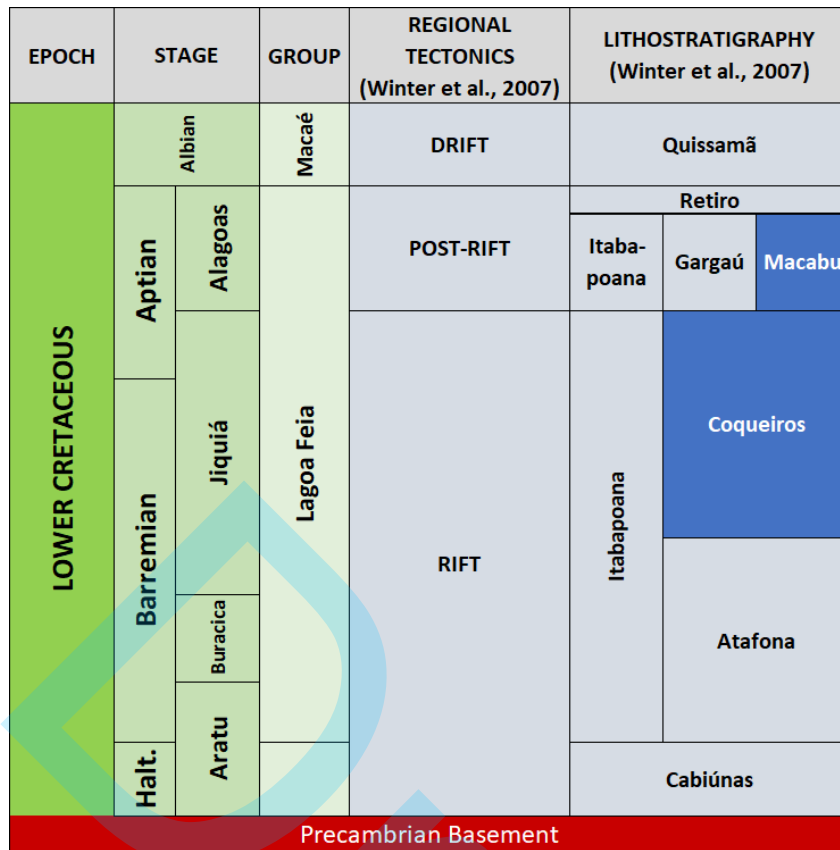 EPOCH
STAGE
GROUP
REGIONAL
TECTONICS
(Winter et al., 2007)
LITHOSTRATIGRAPHY
(Winter et al., 2007)
LOWER CRETACEOUS
Albian
Macaé
DRIFT
Quissamã
Aptian
Alagoas
Lagoa Feia
POST-RIFT
Retiro
Itaba-
poana
Gargaú
Macabu
Barremian
Jiquiá
RIFT
Itabapoana
Coqueiros
Buracica
Atafona
Halt.
Aratu
Cabiúnas
Precambrian Basement